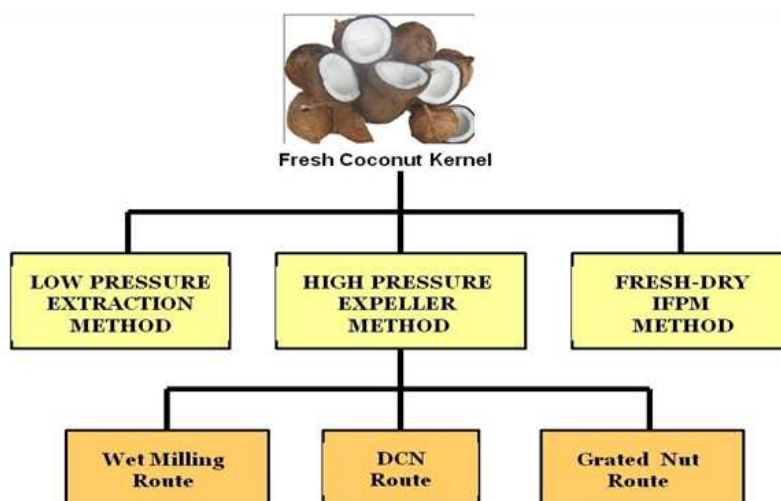 Fresh Coconut Kernel
LOW PRESSURE
EXTRACTION
METHOD
HIGH PRESSURE
EXPELLER
METHOD
FRESH-DRY
IFPM
METHOD
Wet Milling
Route
DCN
Route
Grated Nut
Route